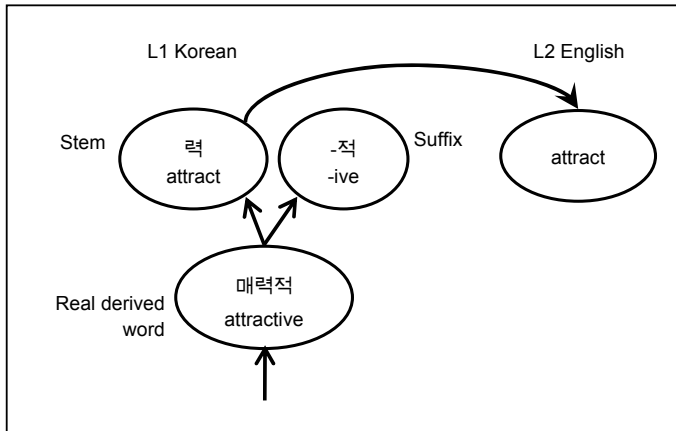 L1 Korean
L2 English
Stem
력
attract
-적
-ive
Suffix
attract
매력적
attractive
Real derived
word